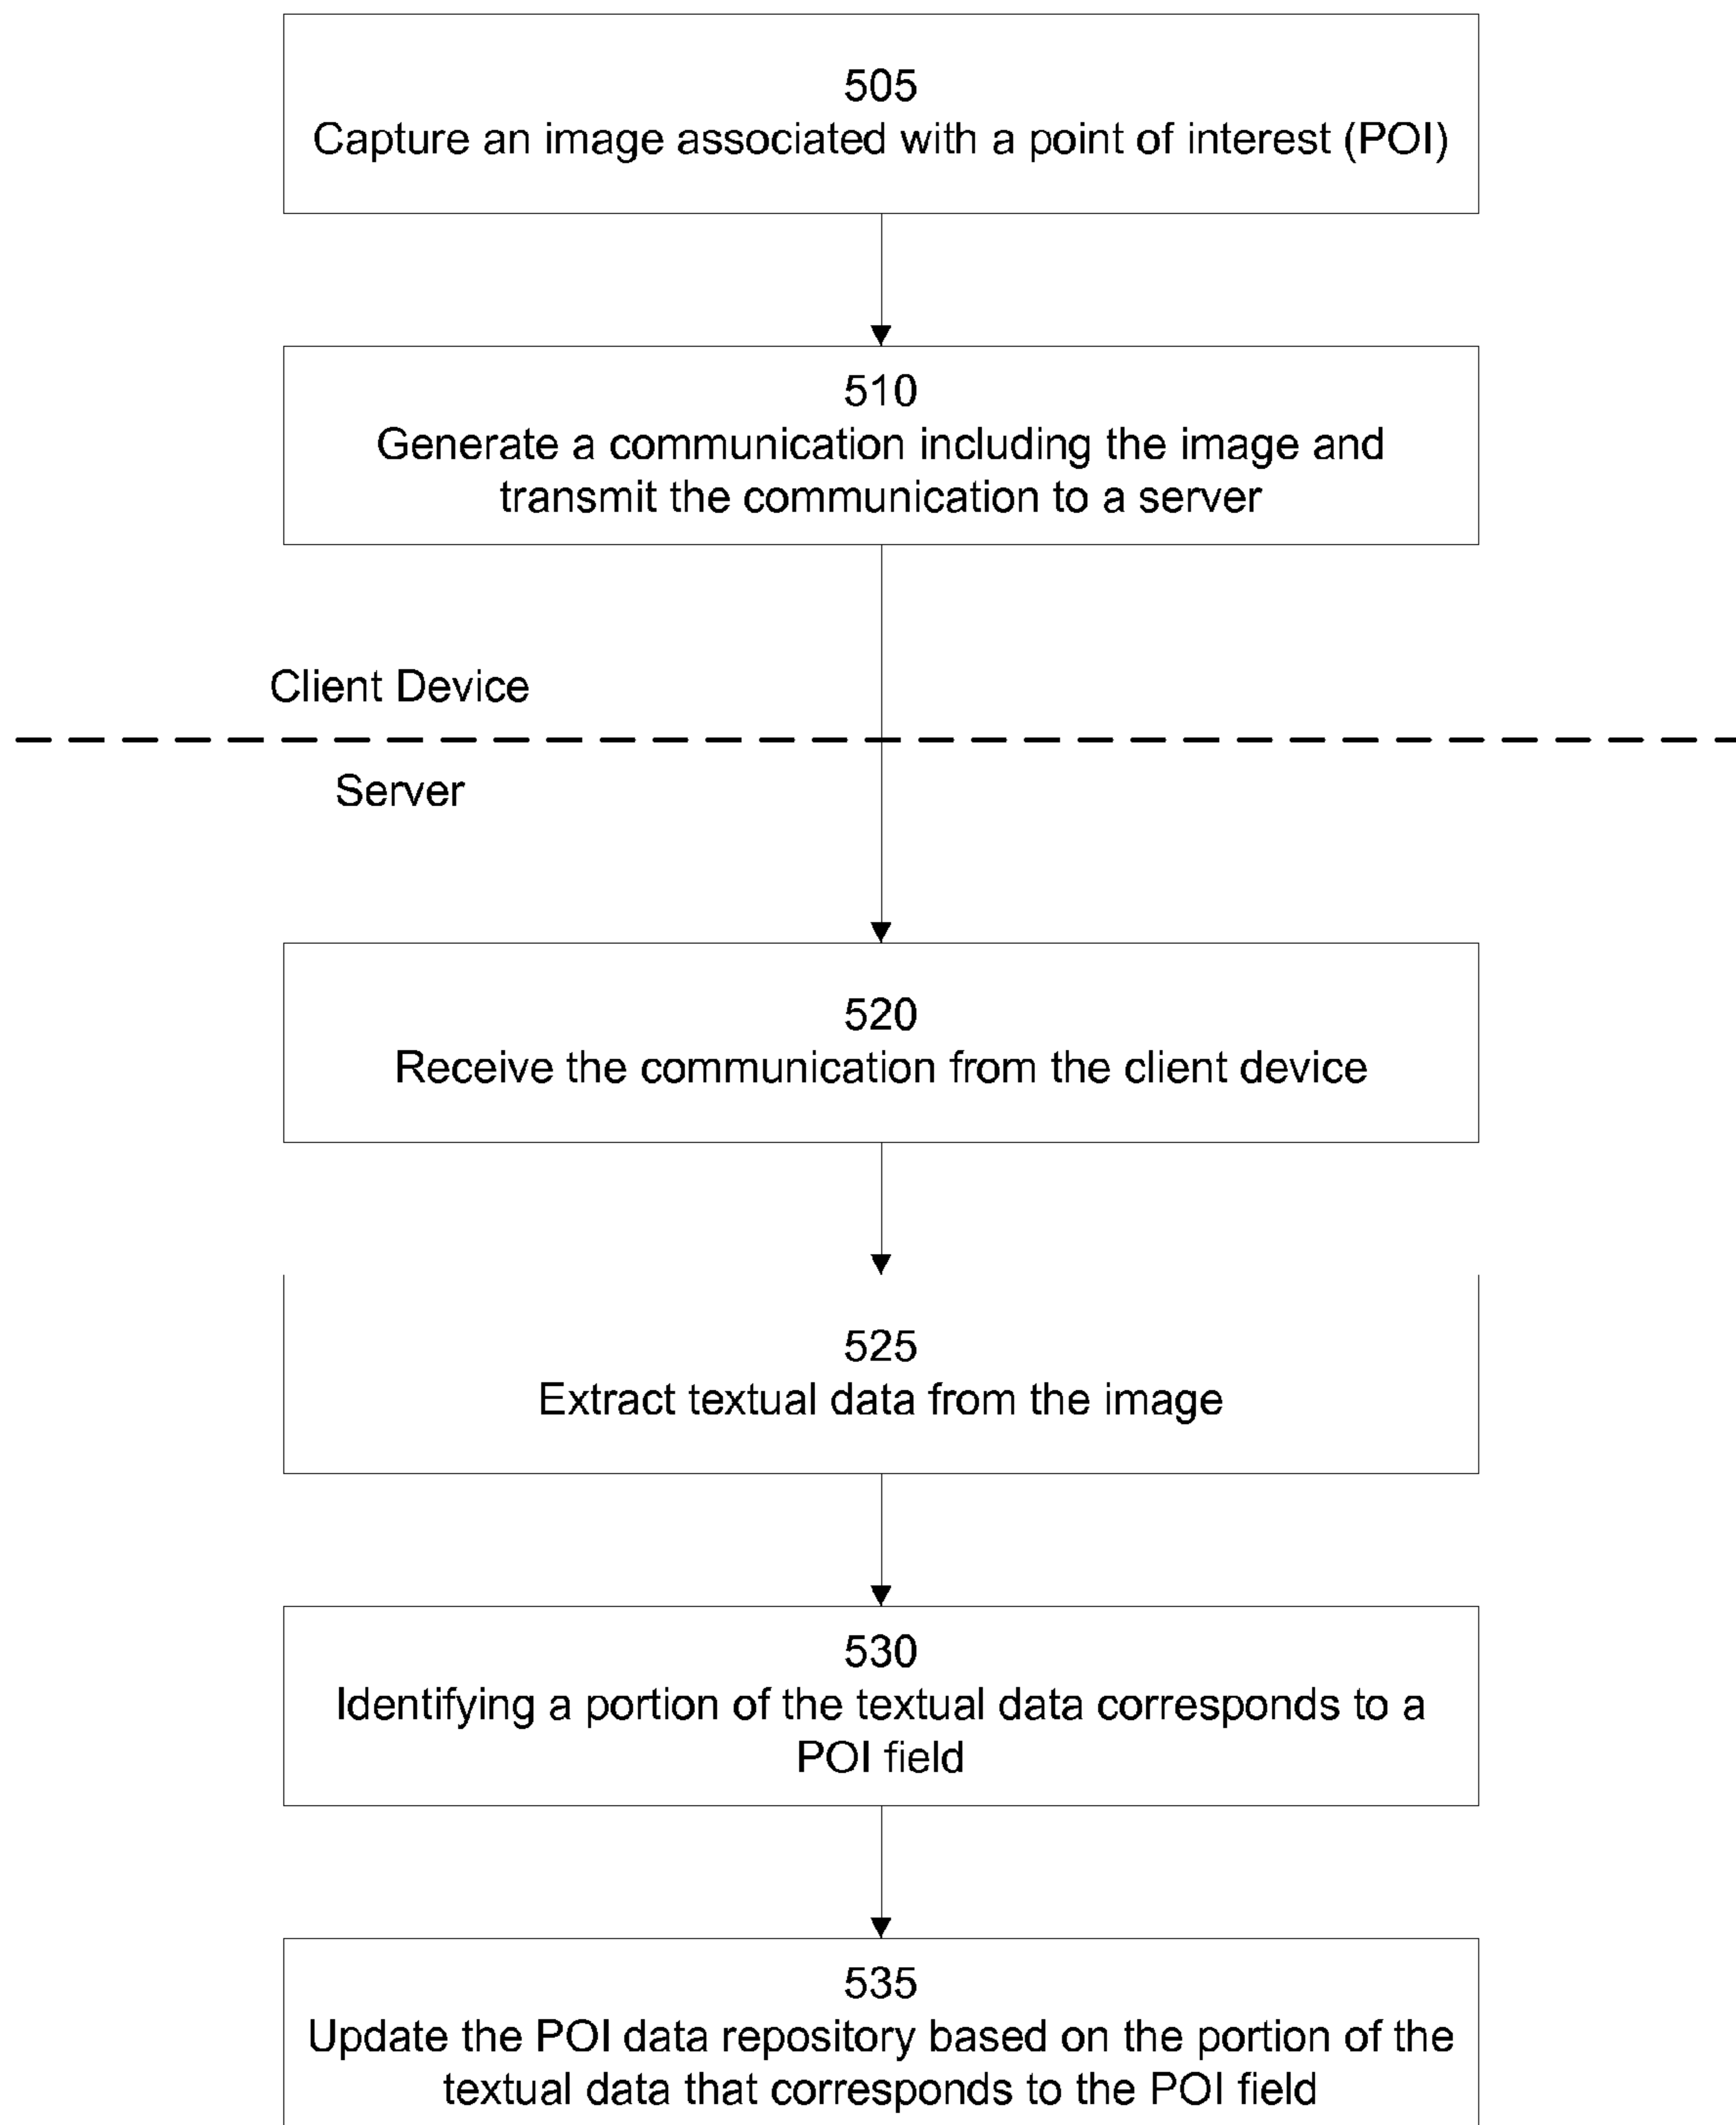 505
Capture an image associated with a point of interest (POI)
510
Generate a communication including the image and
transmit the communication to a server
Client Device
Server
520
Receive the communication from the client device
525
Extract textual data from the image
530
Identifying a portion of the textual data corresponds to a
POI field
535
Update the POI data repository based on the portion of the
textual data that corresponds to the POI field